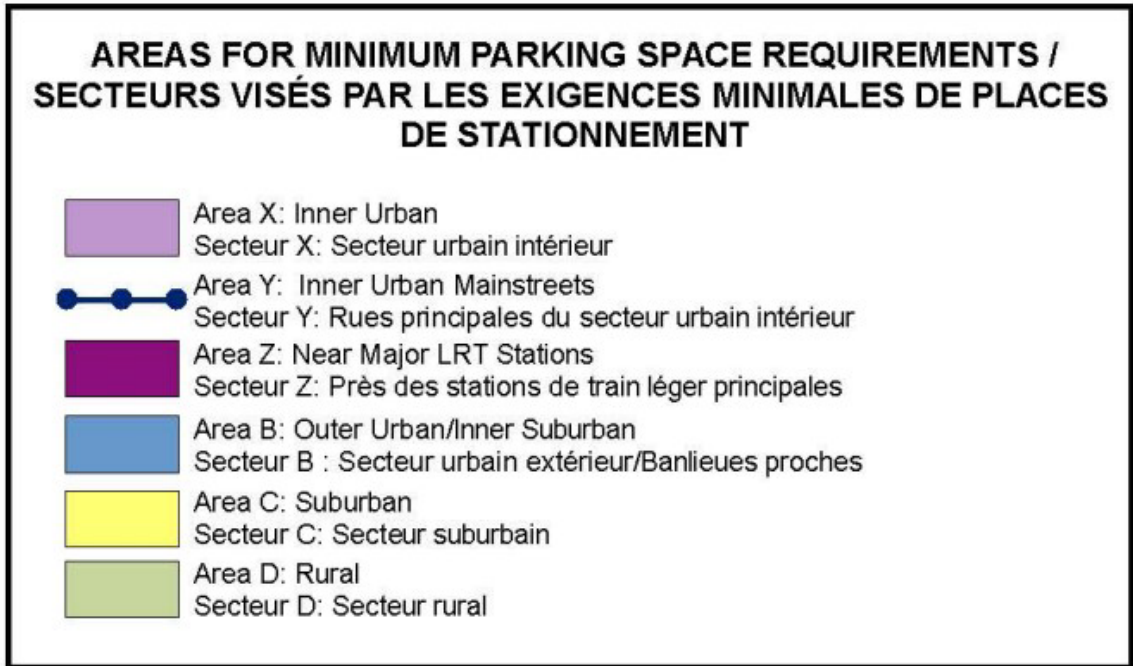 AREAS FOR MINIMUM PARKING SPACE REQUIREMENTS /
SECTEURS VISÉS PAR LES EXIGENCES MINIMALES DE PLACES
DE STATIONNEMENT
Area X: Inner Urban
Secteur X: Secteur urbain intérieur
Area Y: Inner Urban Mainstreets
Secteur Y: Rues principales du secteur urbain intérieur
Area Z: Near Major LRT Stations
Secteur Z: Près des stations de train léger principales
Area B: Outer Urban/Inner Suburban
Secteur B : Secteur urbain extérieur/Banlieues proches
Area C: Suburban
Secteur C: Secteur suburbain
Area D: Rural
Secteur D: Secteur rural